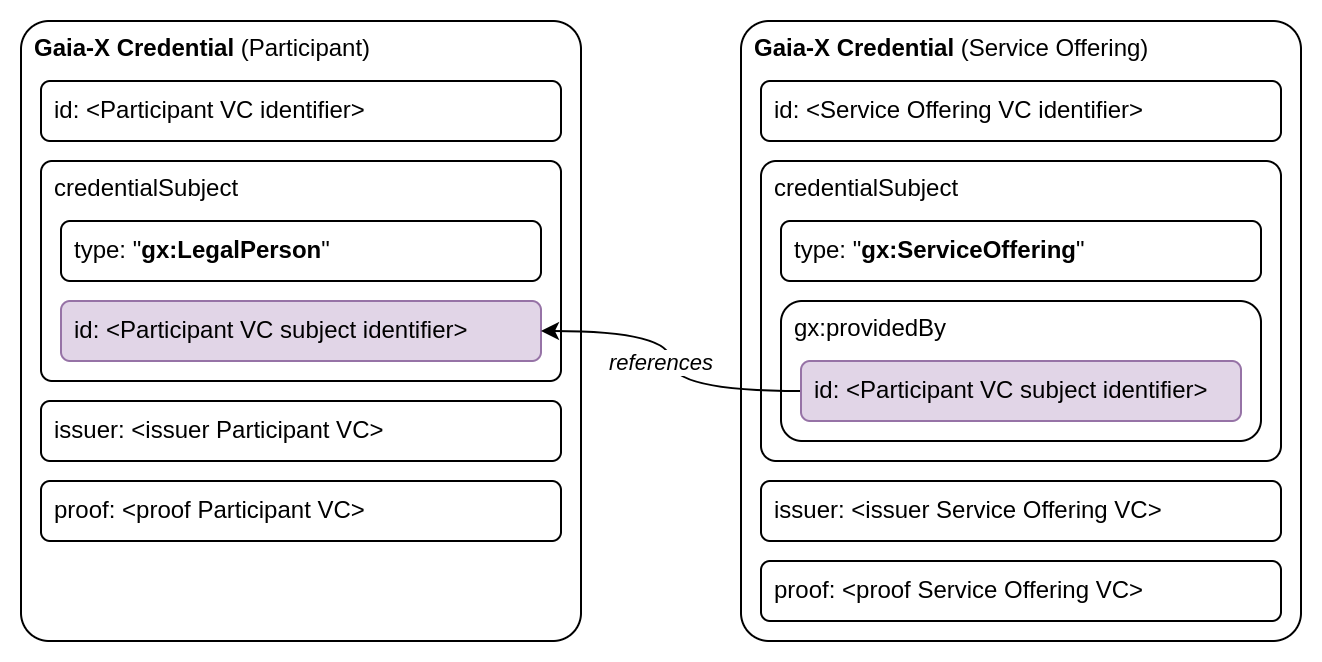 Gaia-X Credential (Participant)
id: <Participant VC identifier>
credentialSubject
type: "gx:LegalPerson"
id: <Participant VC subject identifier>
issuer: <issuer Participant VC>
proof: <proof Participant VC>
references
Gaia-X Credential (Service Offering)
id: <Service Offering VC identifier>
credentialSubject
type: "gx:ServiceOffering"
gx:providedBy
id: <Participant VC subject identifier>
issuer: <issuer Service Offering VC>
proof: <proof Service Offering VC>